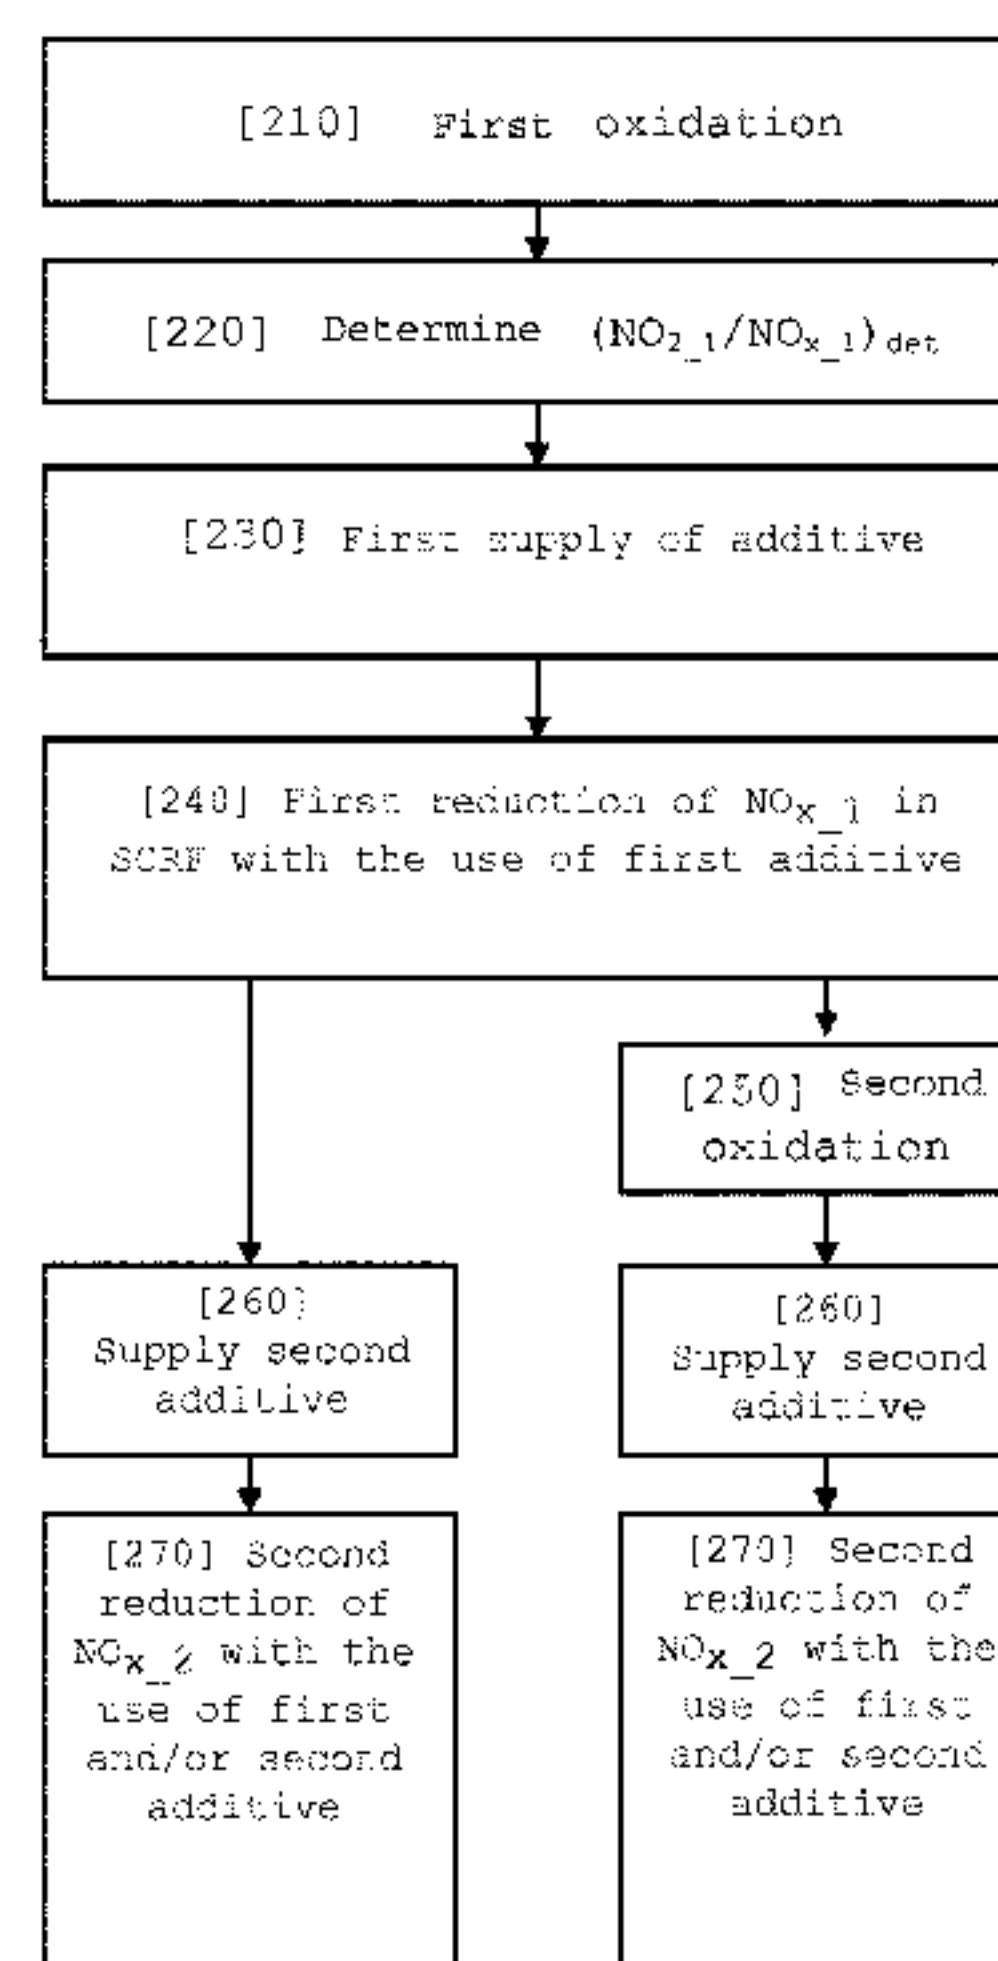 [210] First oxidation
[220] Determine (NO2_1/NOx_1)det
[230] First supply of additive
[240] First reduction of NOx_1 in
SCRF with the use of first additive
[250] Second
oxidation
[260]
Supply second
additive
[260]
Supply second
additive
[270] Second
reduction of
NOx_2 with the
use of first
and/or second
additive
[270] Second
reduction of
NOx_2 with the
use of first
and/or second
additive